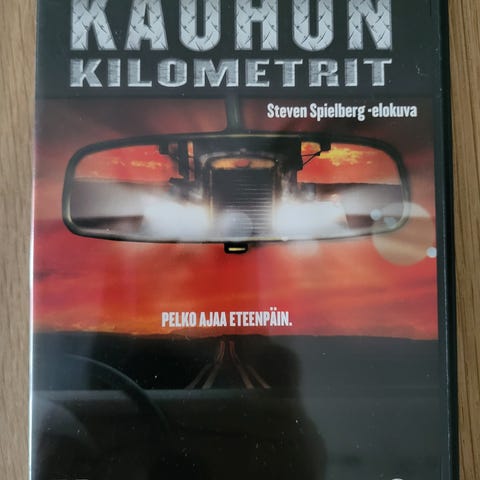 KAUHUN
KILOMETRIT
Steven Spielberg -elokuva
PELKO AJAA ETEENPÄIN.